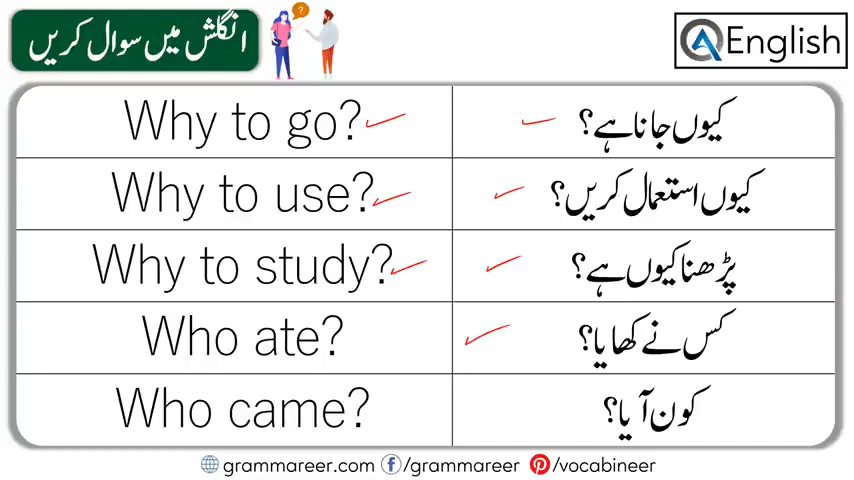 انگلش میں سوال کریں
?
QA English
Why to go? کیوں جانا ہے؟
Why to use? کیوں استعمال کریں؟
Why to study? پڑھنا کیوں ہے؟
Who ate? کس نے کھایا؟
Who came? کون آیا؟
grammareer.com f/grammareer /vocabineer